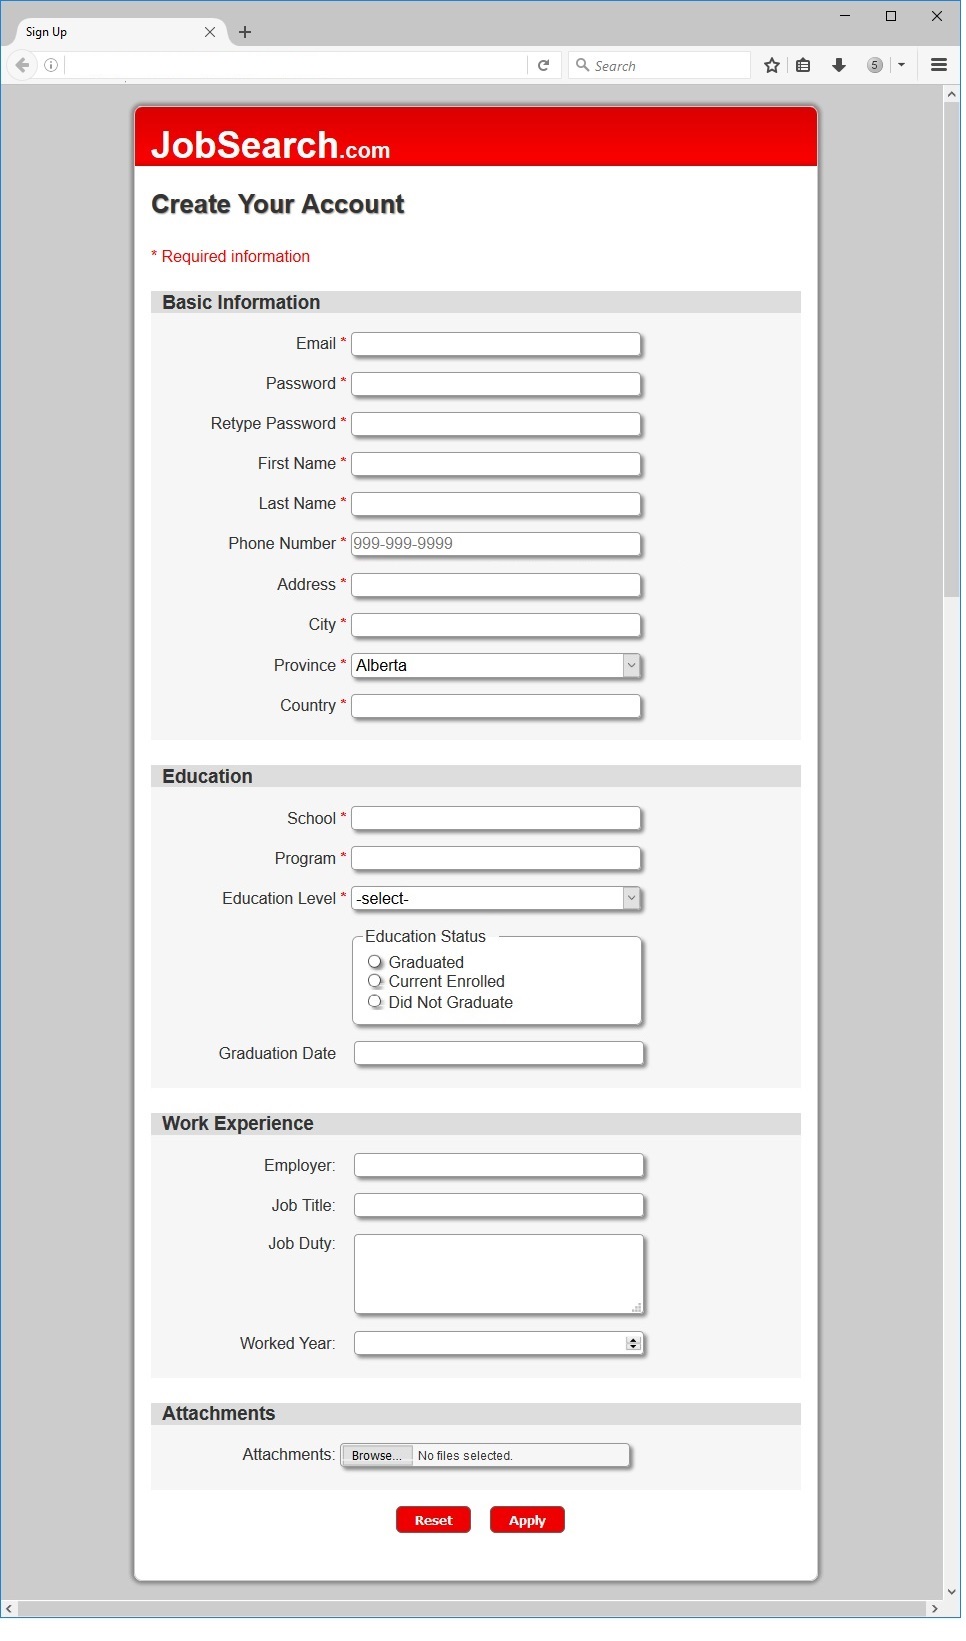 Sign Up
Search
5
JobSearch.com
Create Your Account
* Required information
Basic Information
Email *
Password *
Retype Password *
First Name *
Last Name *
Phone Number * 999-999-9999
Address *
City *
Province * Alberta
Country *
Education
School *
Program *
Education Level * -select-
Education Status
Graduated
Current Enrolled
Did Not Graduate
Graduation Date
Work Experience
Employer:
Job Title:
Job Duty:
Worked Year:
Attachments
Attachments: Browse... No files selected.
Reset Apply